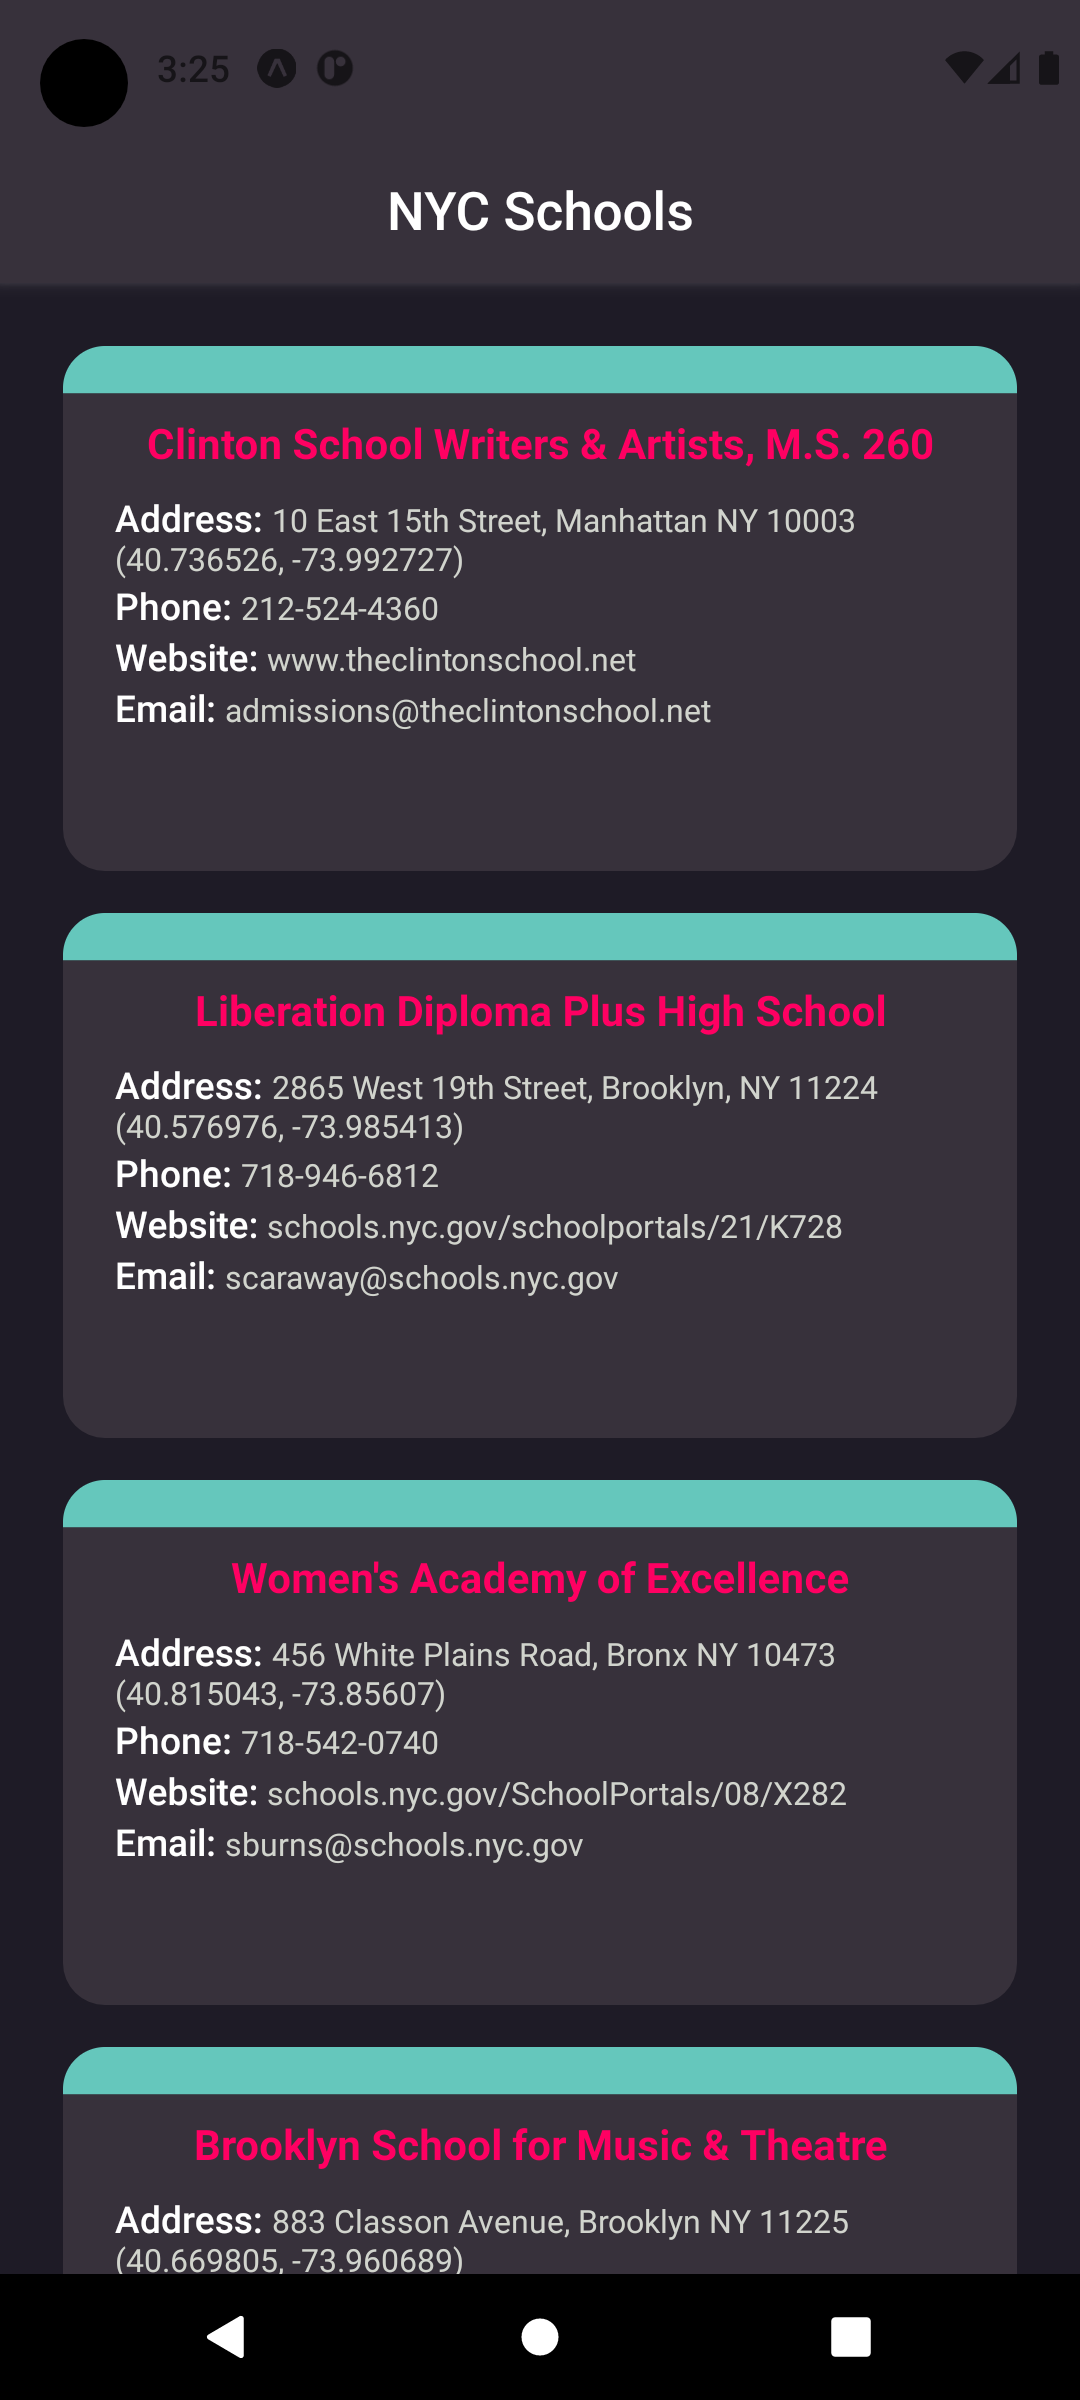 3:25
NYC Schools
Clinton School Writers & Artists, M.S. 260
Address: 10 East 15th Street, Manhattan NY 10003
(40.736526, -73.992727)
Phone: 212-524-4360
Website: www.theclintonschool.net
Email: admissions@theclintonschool.net
Liberation Diploma Plus High School
Address: 2865 West 19th Street, Brooklyn, NY 11224
(40.576976, -73.985413)
Phone: 718-946-6812
Website: schools.nyc.gov/schoolportals/21/K728
Email: scaraway@schools.nyc.gov
Women's Academy of Excellence
Address: 456 White Plains Road, Bronx NY 10473
(40.815043, -73.85607)
Phone: 718-542-0740
Website: schools.nyc.gov/SchoolPortals/08/X282
Email: sburns@schools.nyc.gov
Brooklyn School for Music & Theatre
Address: 883 Classon Avenue, Brooklyn NY 11225
(40.669805, -73.960689)